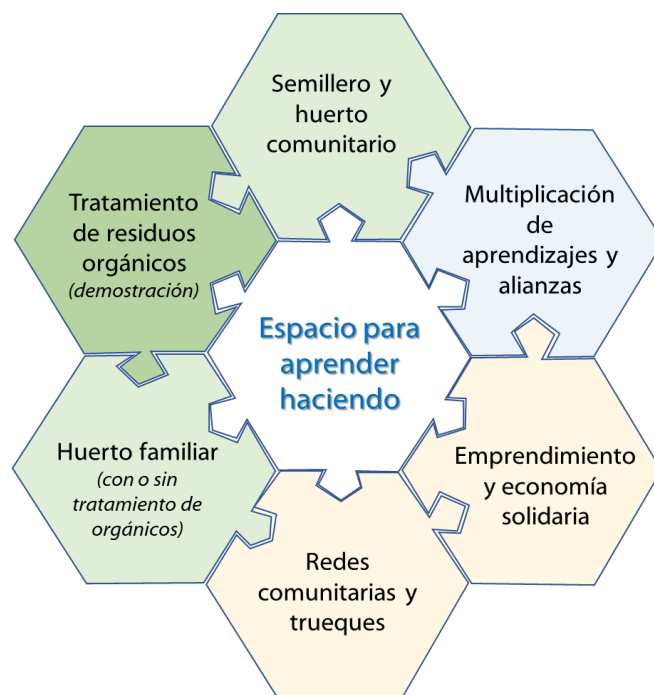 Semillero y
huerto
comunitario
Multiplicación
de
aprendizajes y
alianzas
Tratamiento
de residuos
orgánicos
(demostración)
Espacio para
aprender
haciendo
Huerto familiar
(con o sin
tratamiento de
orgánicos)
Emprendimiento
y economía
solidaria
Redes
comunitarias y
trueques